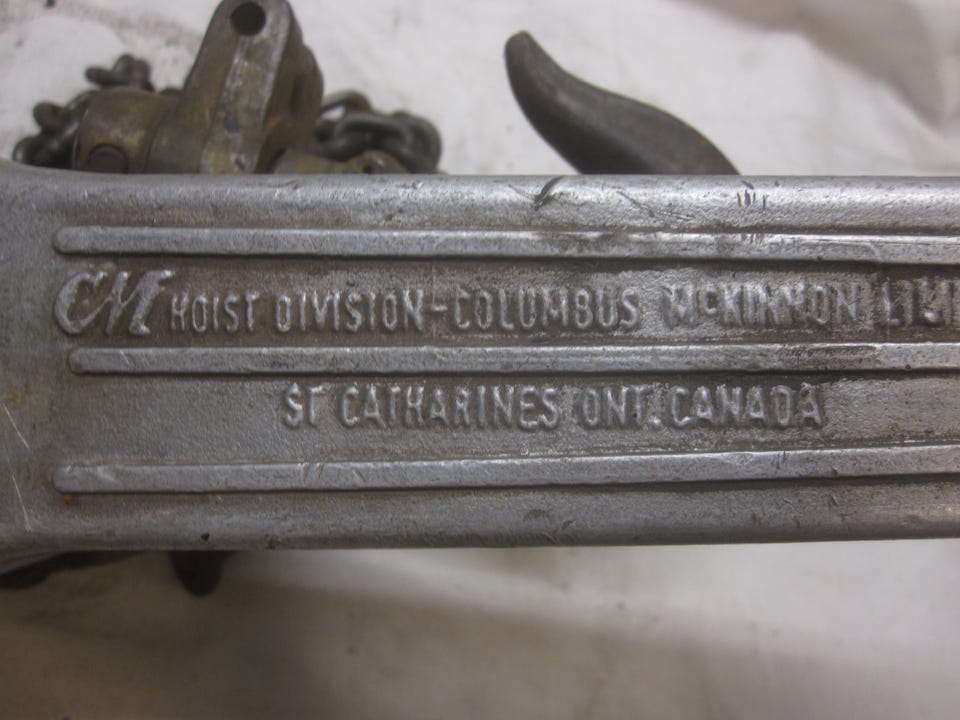 CM HOIST DIVISION-COLUMBUS McKINNON
ST CATHARINES ONT. CANADA